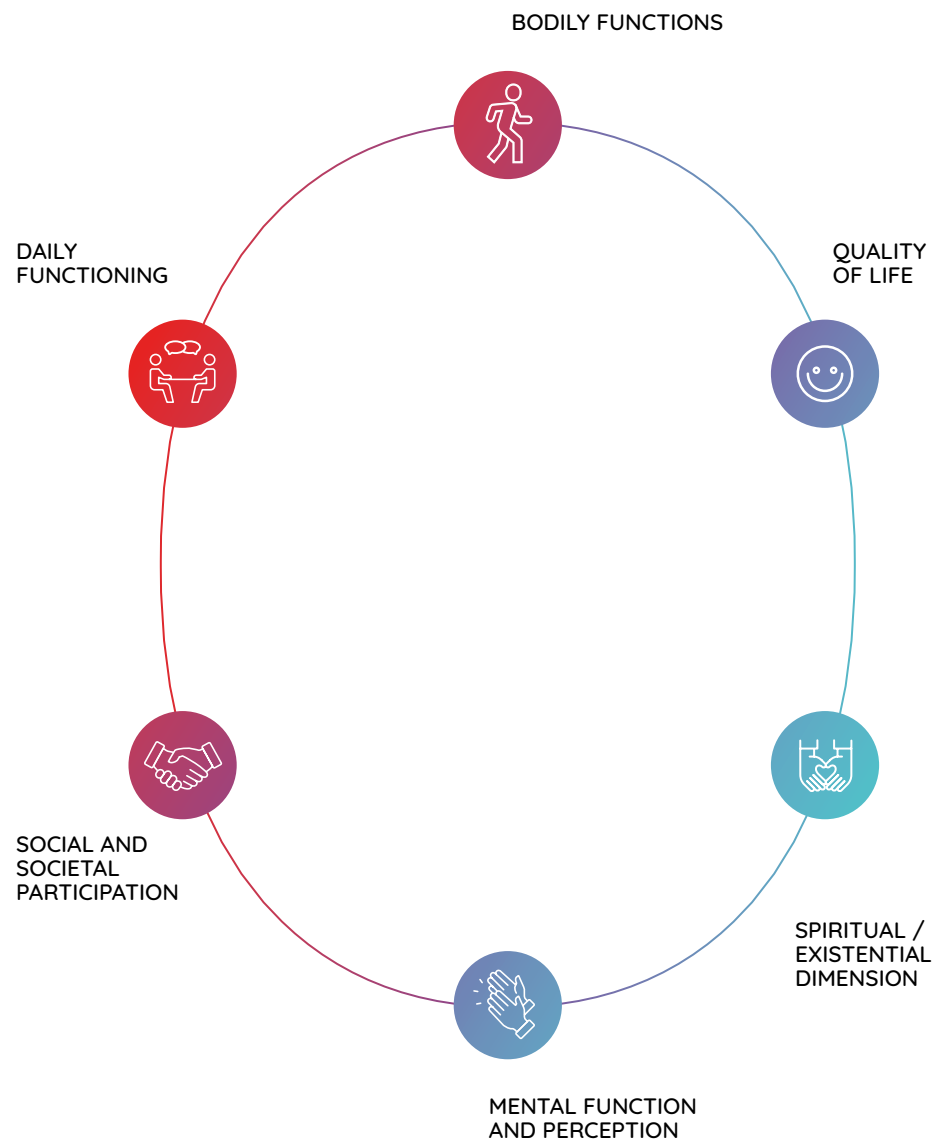 BODILY FUNCTIONS
DAILY
FUNCTIONING
QUALITY
OF LIFE
SOCIAL AND
SOCIETAL
PARTICIPATION
SPIRITUAL /
EXISTENTIAL
DIMENSION
MENTAL FUNCTION
AND PERCEPTION